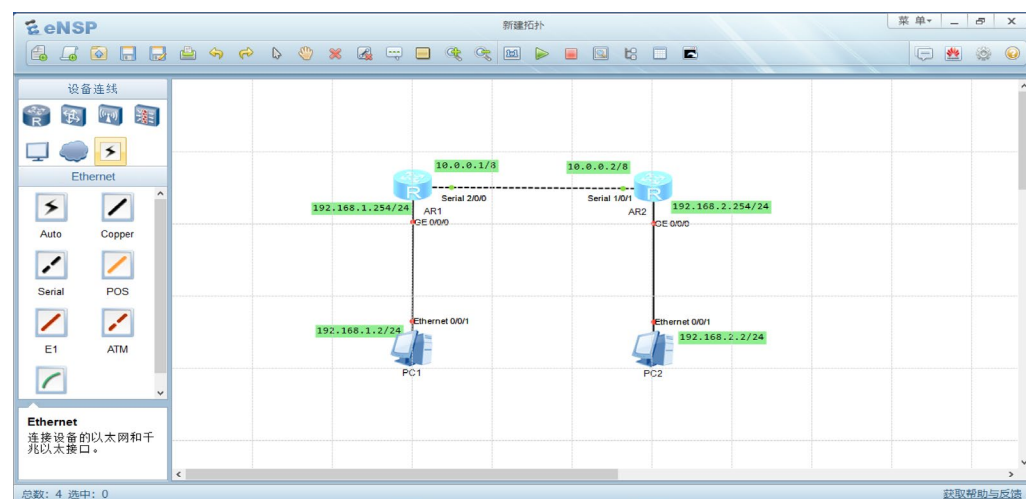 eNSP
新建拓扑
菜 单
设备连线
Ethernet
Auto
Copper
Serial
POS
E1
ATM
Ethernet
连接设备的以太网和千
兆以太接口。
10.0.0.1/8
10.0.0.2/8
Serial 2/0/0
Serial 1/0/1
192.168.1.254/24
AR1
AR2
192.168.2.254/24
GE 0/0/0
GE 0/0/0
Ethernet 0/0/1
Ethernet 0/0/1
192.168.1.2/24
192.168.2.2/24
PC1
PC2
总数: 4 选中: 0
获取帮助与反馈